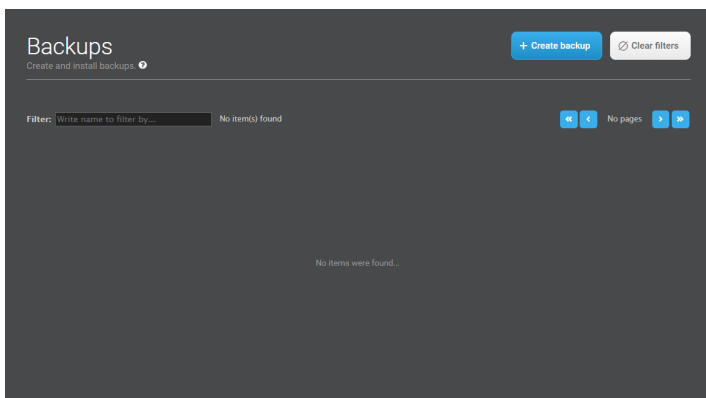 Backups
Create and install backups. ?
+ Create backup
Clear filters
Filter: Write name to filter by... No item(s) found
« ‹ No pages › »
No items were found...